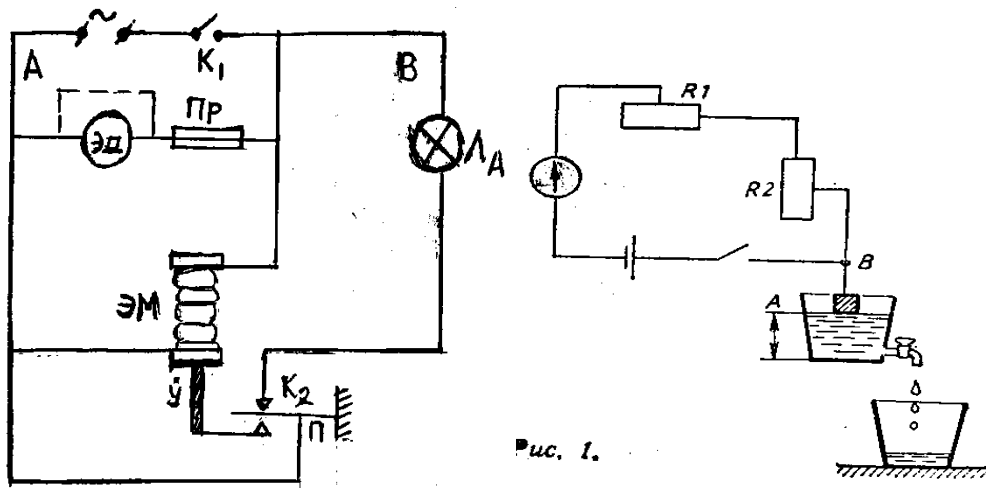 ~
A
K₁
B
ПР
ЭД
ЛА
ЭМ
Й
K₂
П
R1
R2
B
A
Рис. 1.